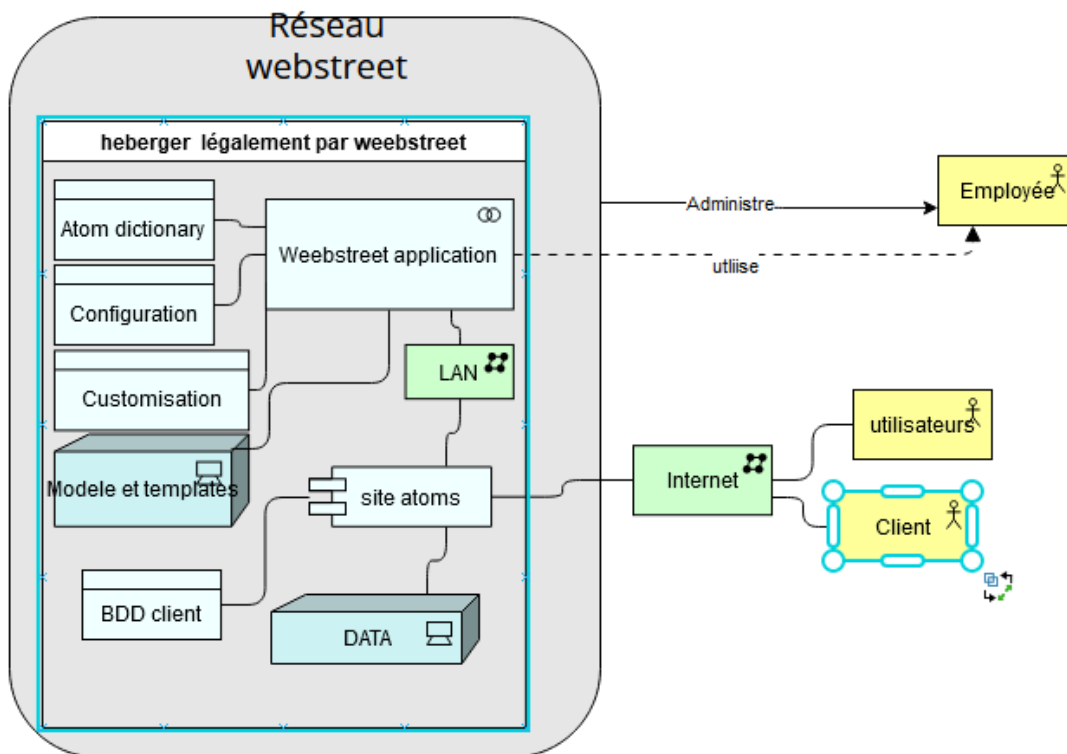 Réseau
webstreet
heberger légalement par weebstreet
Atom dictionary
Weebstreet application
Configuration
Customisation
LAN
Modele et templates
site atoms
BDD client
DATA
Administre
Employée
utliise
utilisateurs
Internet
Client